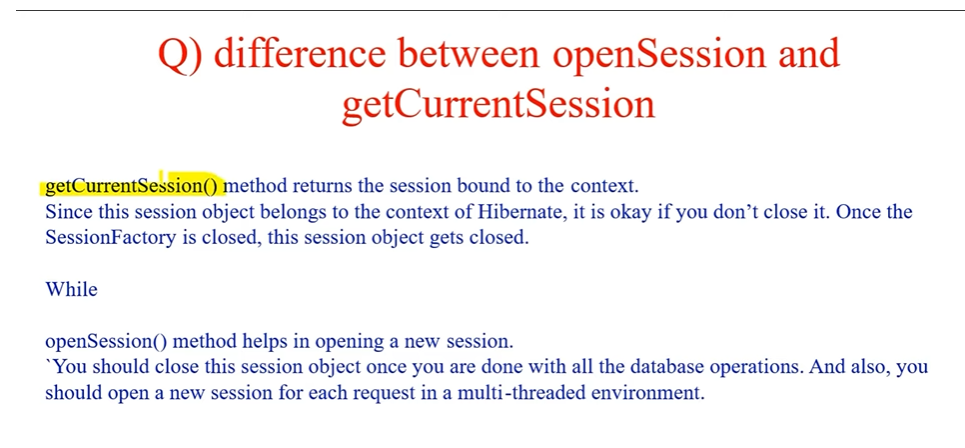 Q) difference between openSession and
getCurrentSession
getCurrentSession() method returns the session bound to the context.
Since this session object belongs to the context of Hibernate, it is okay if you don’t close it. Once the
SessionFactory is closed, this session object gets closed.
While
openSession() method helps in opening a new session.
`You should close this session object once you are done with all the database operations. And also, you
should open a new session for each request in a multi-threaded environment.